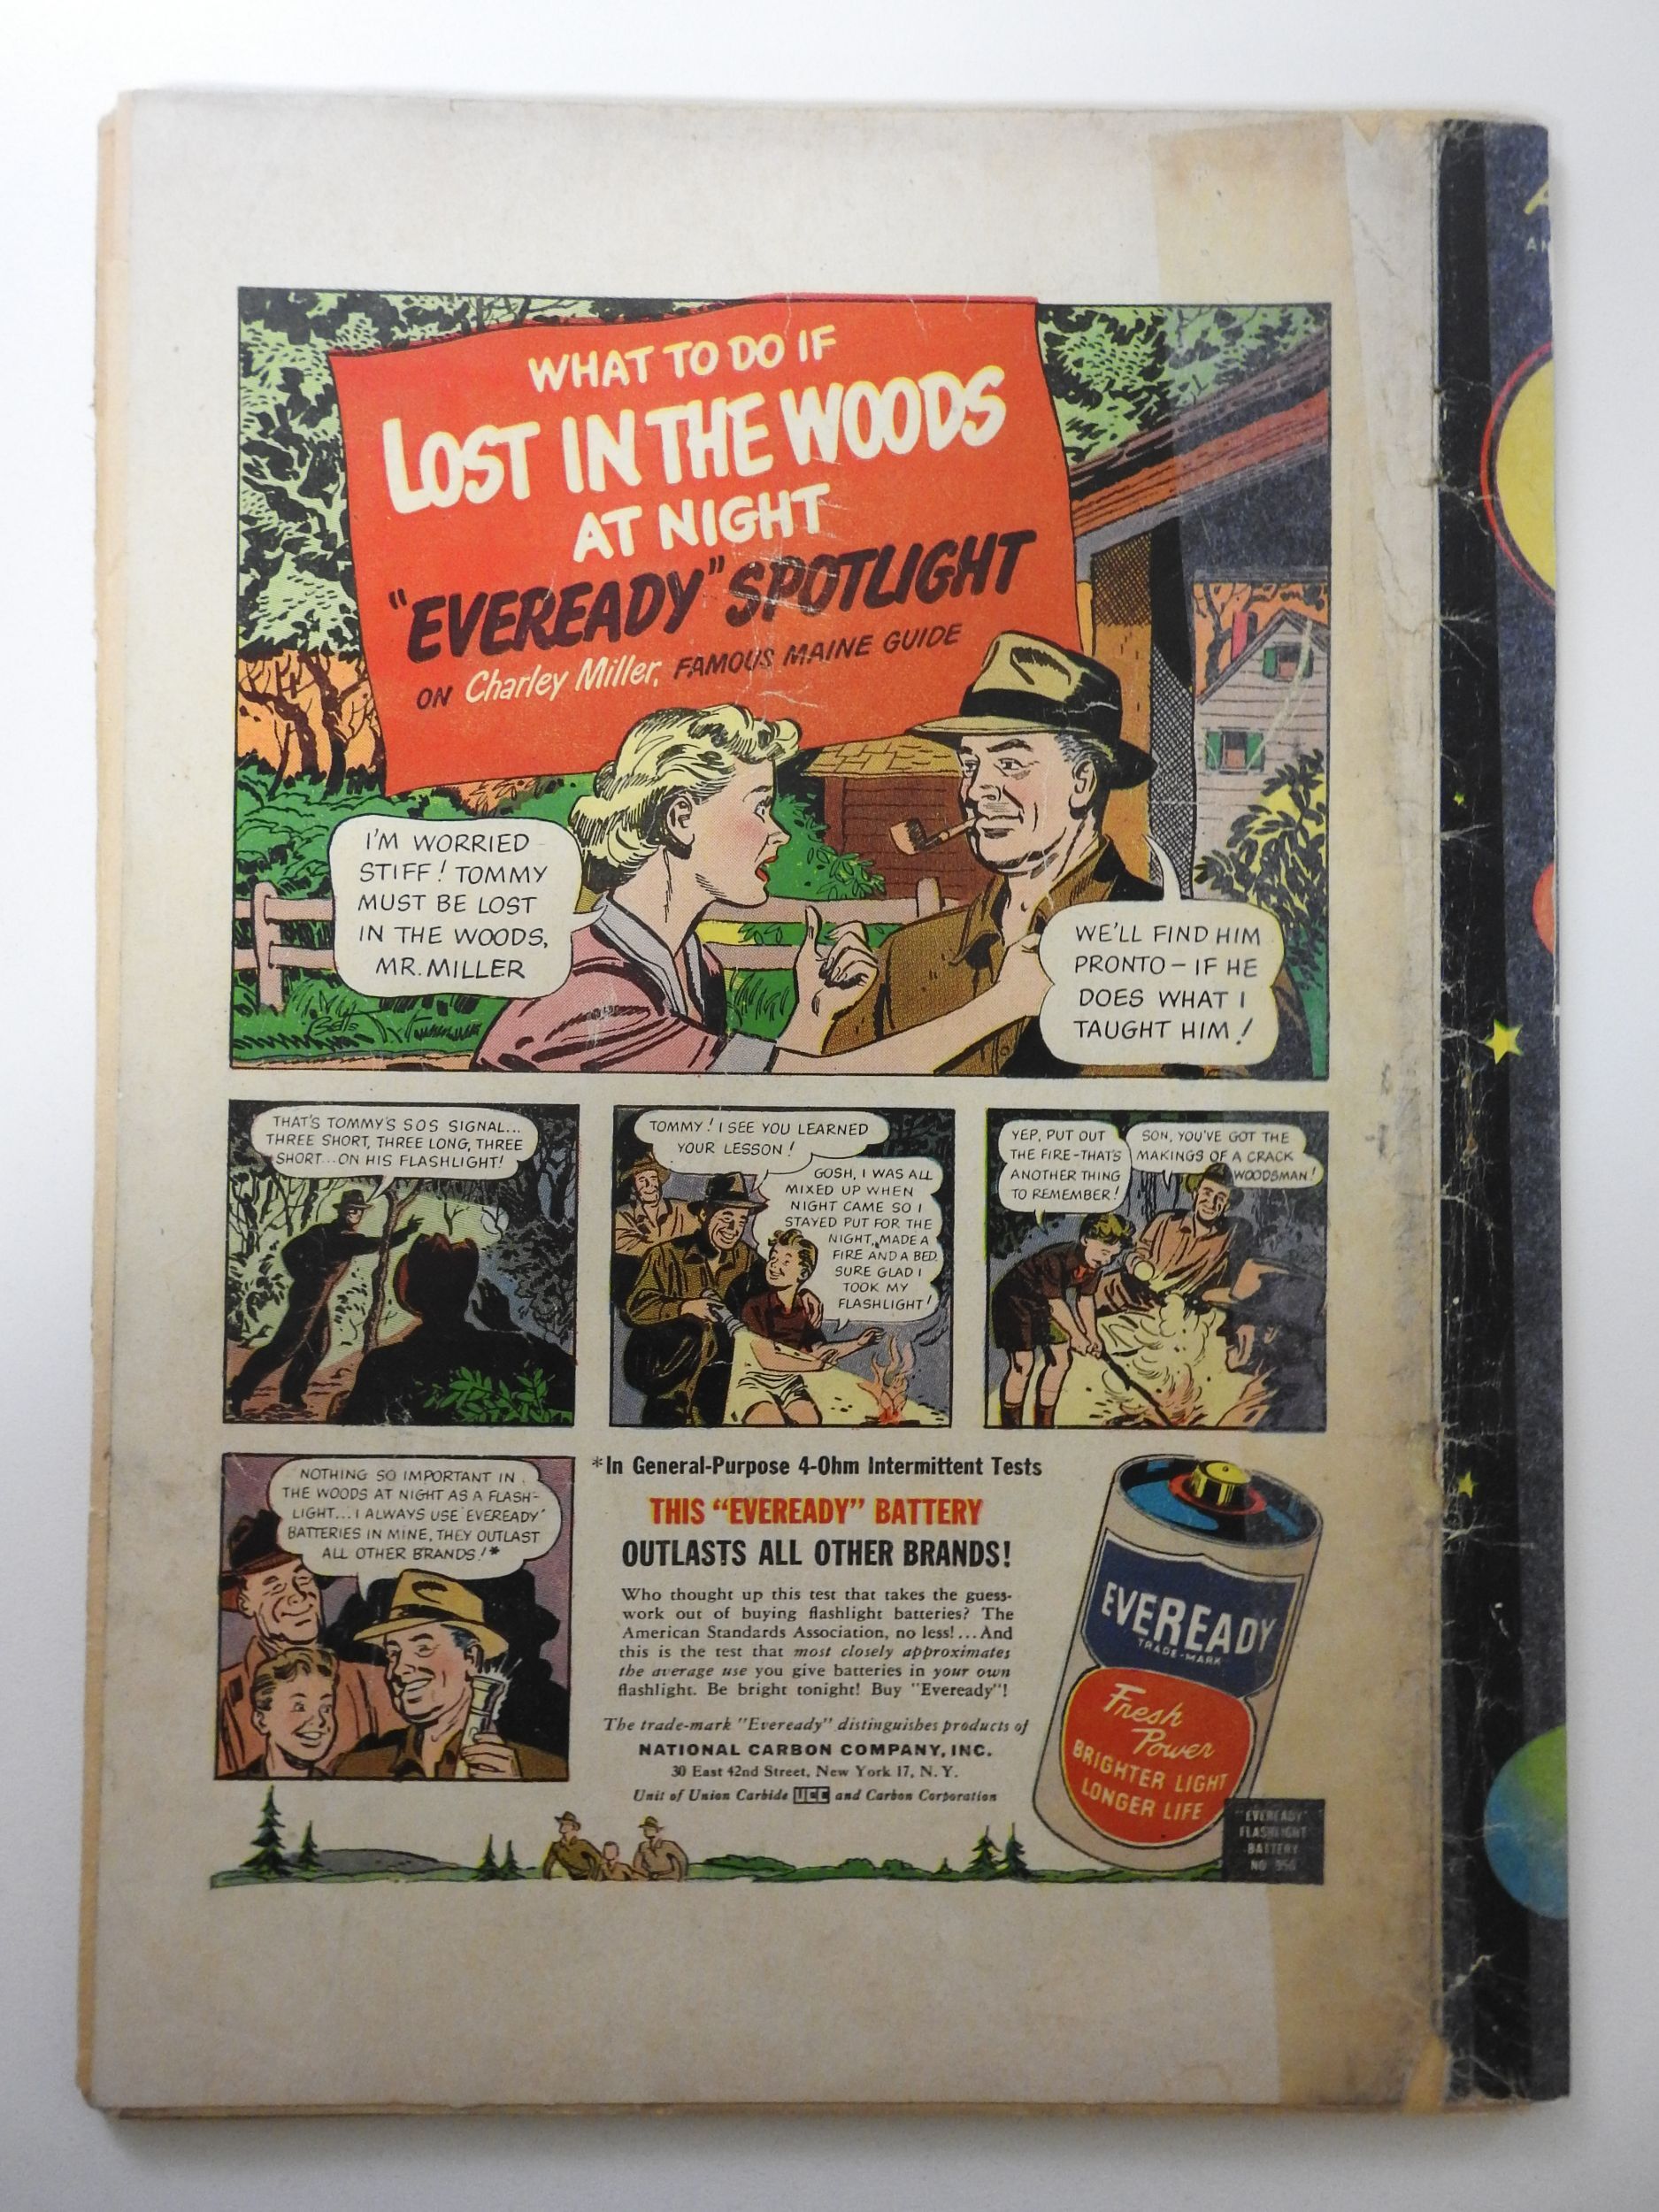 WHAT TO DO IF
LOST IN THE WOODS
AT NIGHT
"EVEREADY" SPOTLIGHT
ON Charley Miller, FAMOUS MAINE GUIDE
I'M WORRIED
STIFF! TOMMY
MUST BE LOST
IN THE WOODS,
MR. MILLER
WE'LL FIND HIM
PRONTO - IF HE
DOES WHAT I
TAUGHT HIM!
THAT'S TOMMY'S SOS SIGNAL...
THREE SHORT, THREE LONG, THREE
SHORT...ON HIS FLASHLIGHT!
TOMMY! I SEE YOU LEARNED
YOUR LESSON!
GOSH, I WAS ALL
MIXED UP WHEN
NIGHT CAME SO I
STAYED PUT FOR THE
NIGHT, MADE A
FIRE AND A BED.
SURE GLAD I
TOOK MY
FLASHLIGHT!
YEP, PUT OUT
THE FIRE-THAT'S
ANOTHER THING
TO REMEMBER!
SON, YOU'VE GOT THE
MAKINGS OF A CRACK
WOODSMAN!
NOTHING SO IMPORTANT IN
THE WOODS AT NIGHT AS A FLASH-
LIGHT...I ALWAYS USE "EVEREADY"
BATTERIES IN MINE, THEY OUTLAST
ALL OTHER BRANDS!*
*In General-Purpose 4-Ohm Intermittent Tests
THIS "EVEREADY" BATTERY
OUTLASTS ALL OTHER BRANDS!
Who thought up this test that takes the guess-
work out of buying flashlight batteries? The
American Standards Association, no less!...And
this is the test that most closely approximates
the average use you give batteries in your own
flashlight. Be bright tonight! Buy "Eveready"!
The trade-mark "Eveready" distinguishes products of
NATIONAL CARBON COMPANY, INC.
30 East 42nd Street, New York 17, N. Y.
Unit of Union Carbide UCC and Carbon Corporation
EVEREADY
TRADE-MARK
Fresh
Power
BRIGHTER LIGHT
LONGER LIFE
"EVEREADY"
FLASHLIGHT
BATTERY
NO. 950